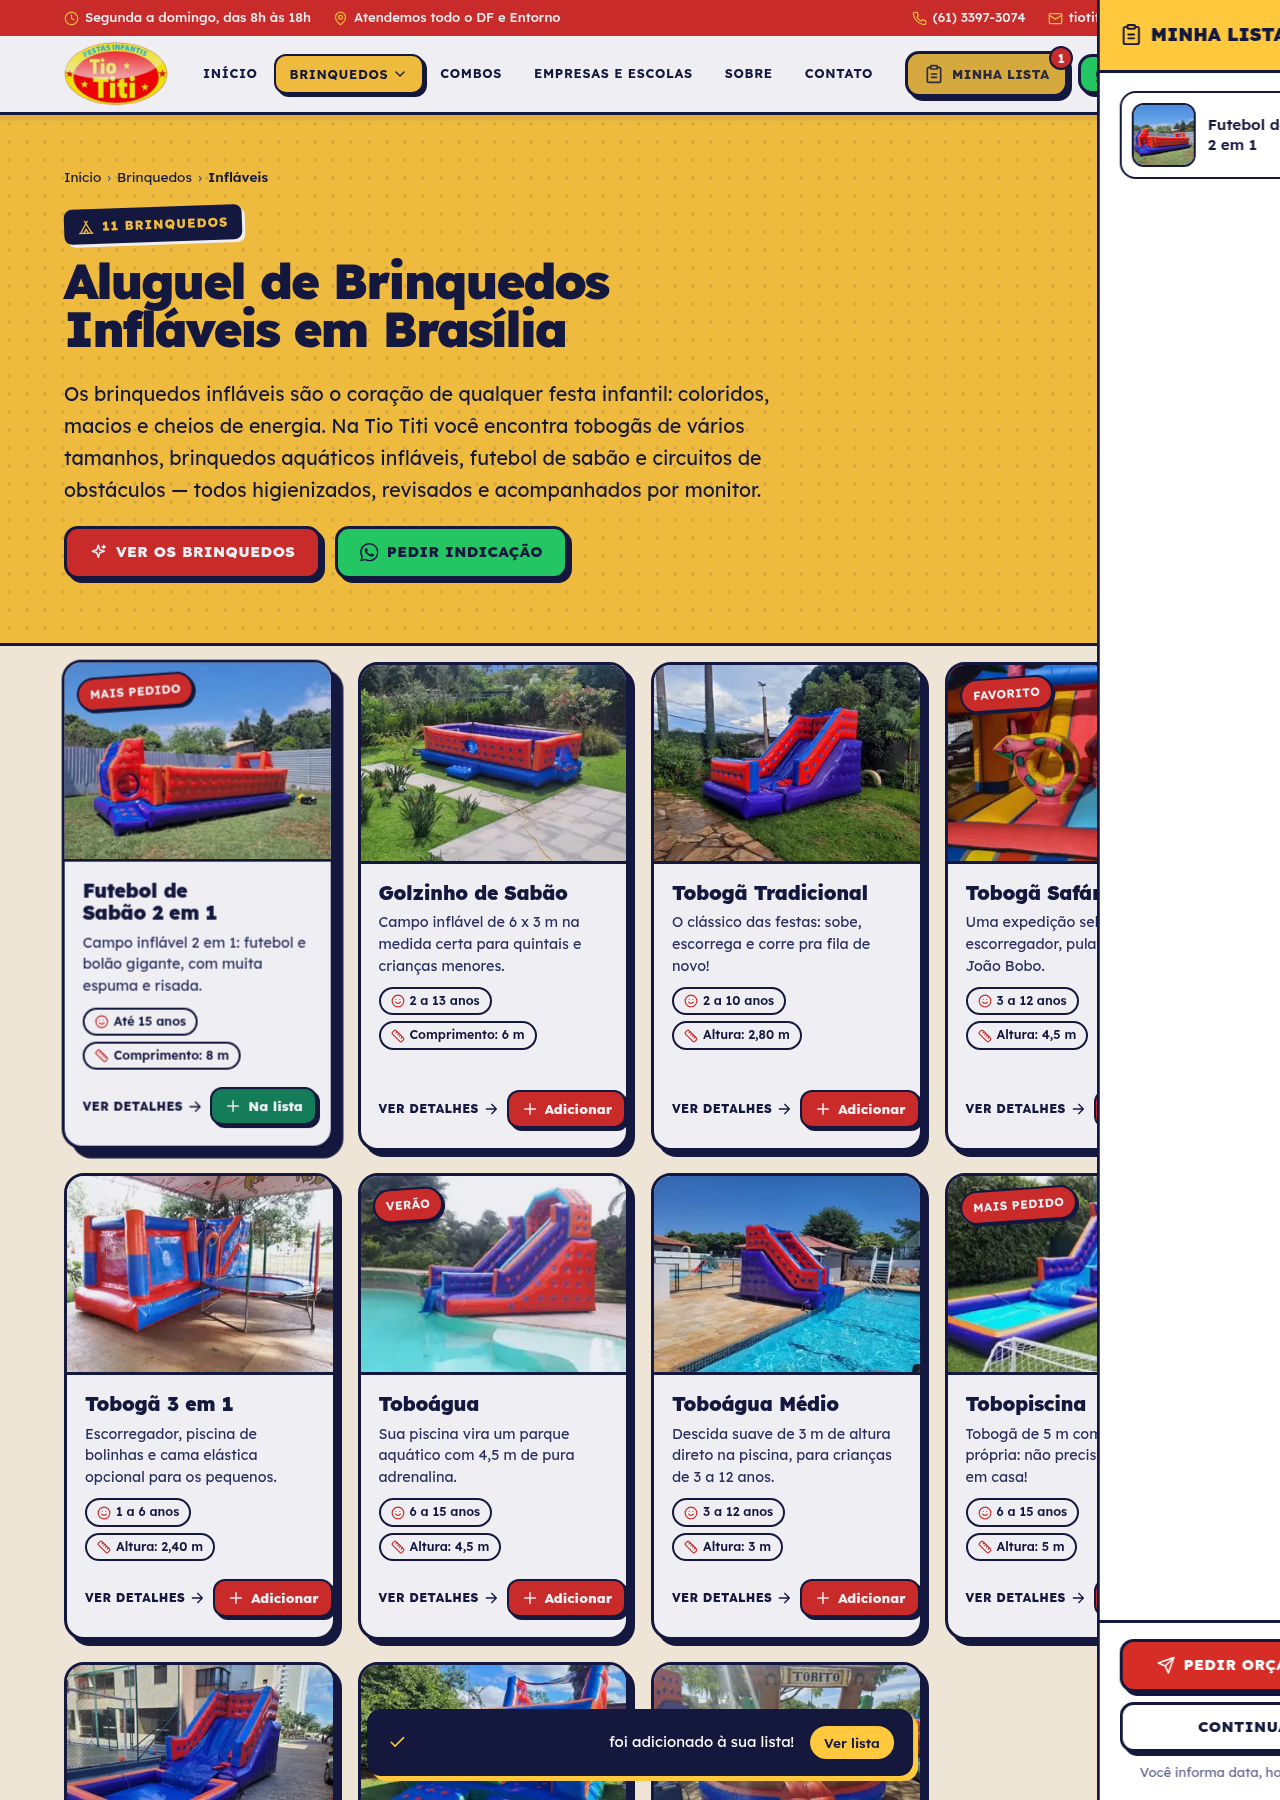 Segunda a domingo, das 8h às 18h
Atendemos todo o DF e Entorno
(61) 3397-3074
MINHA LISTA
FESTAS INFANTIS
Tio
Titi
INÍCIO
BRINQUEDOS
COMBOS
EMPRESAS E ESCOLAS
SOBRE
CONTATO
MINHA LISTA
1
Futebol d
2 em 1
Início › Brinquedos › Infláveis
11 BRINQUEDOS
Aluguel de Brinquedos
Infláveis em Brasília
Os brinquedos infláveis são o coração de qualquer festa infantil: coloridos,
macios e cheios de energia. Na Tio Titi você encontra tobogãs de vários
tamanhos, brinquedos aquáticos infláveis, futebol de sabão e circuitos de
obstáculos — todos higienizados, revisados e acompanhados por monitor.
VER OS BRINQUEDOS
PEDIR INDICAÇÃO
MAIS PEDIDO
FAVORITO
Futebol de
Sabão 2 em 1
Campo inflável 2 em 1: futebol e
bolão gigante, com muita
espuma e risada.
Até 15 anos
Comprimento: 8 m
VER DETALHES
Na lista
Golzinho de Sabão
Campo inflável de 6 x 3 m na
medida certa para quintais e
crianças menores.
2 a 13 anos
Comprimento: 6 m
VER DETALHES
Adicionar
Tobogã Tradicional
O clássico das festas: sobe,
escorrega e corre pra fila de
novo!
2 a 10 anos
Altura: 2,80 m
VER DETALHES
Adicionar
Tobogã Safár
Uma expedição sel
escorregador, pula
João Bobo.
3 a 12 anos
Altura: 4,5 m
VER DETALHES
VERÃO
MAIS PEDIDO
Tobogã 3 em 1
Escorregador, piscina de
bolinhas e cama elástica
opcional para os pequenos.
1 a 6 anos
Altura: 2,40 m
VER DETALHES
Adicionar
Toboágua
Sua piscina vira um parque
aquático com 4,5 m de pura
adrenalina.
6 a 15 anos
Altura: 4,5 m
VER DETALHES
Adicionar
Toboágua Médio
Descida suave de 3 m de altura
direto na piscina, para crianças
de 3 a 12 anos.
3 a 12 anos
Altura: 3 m
VER DETALHES
Adicionar
Tobopiscina
Tobogã de 5 m com
própria: não precis
em casa!
6 a 15 anos
Altura: 5 m
VER DETALHES
TORITO
foi adicionado à sua lista!
Ver lista
PEDIR ORÇA
CONTINUA
Você informa data, ho